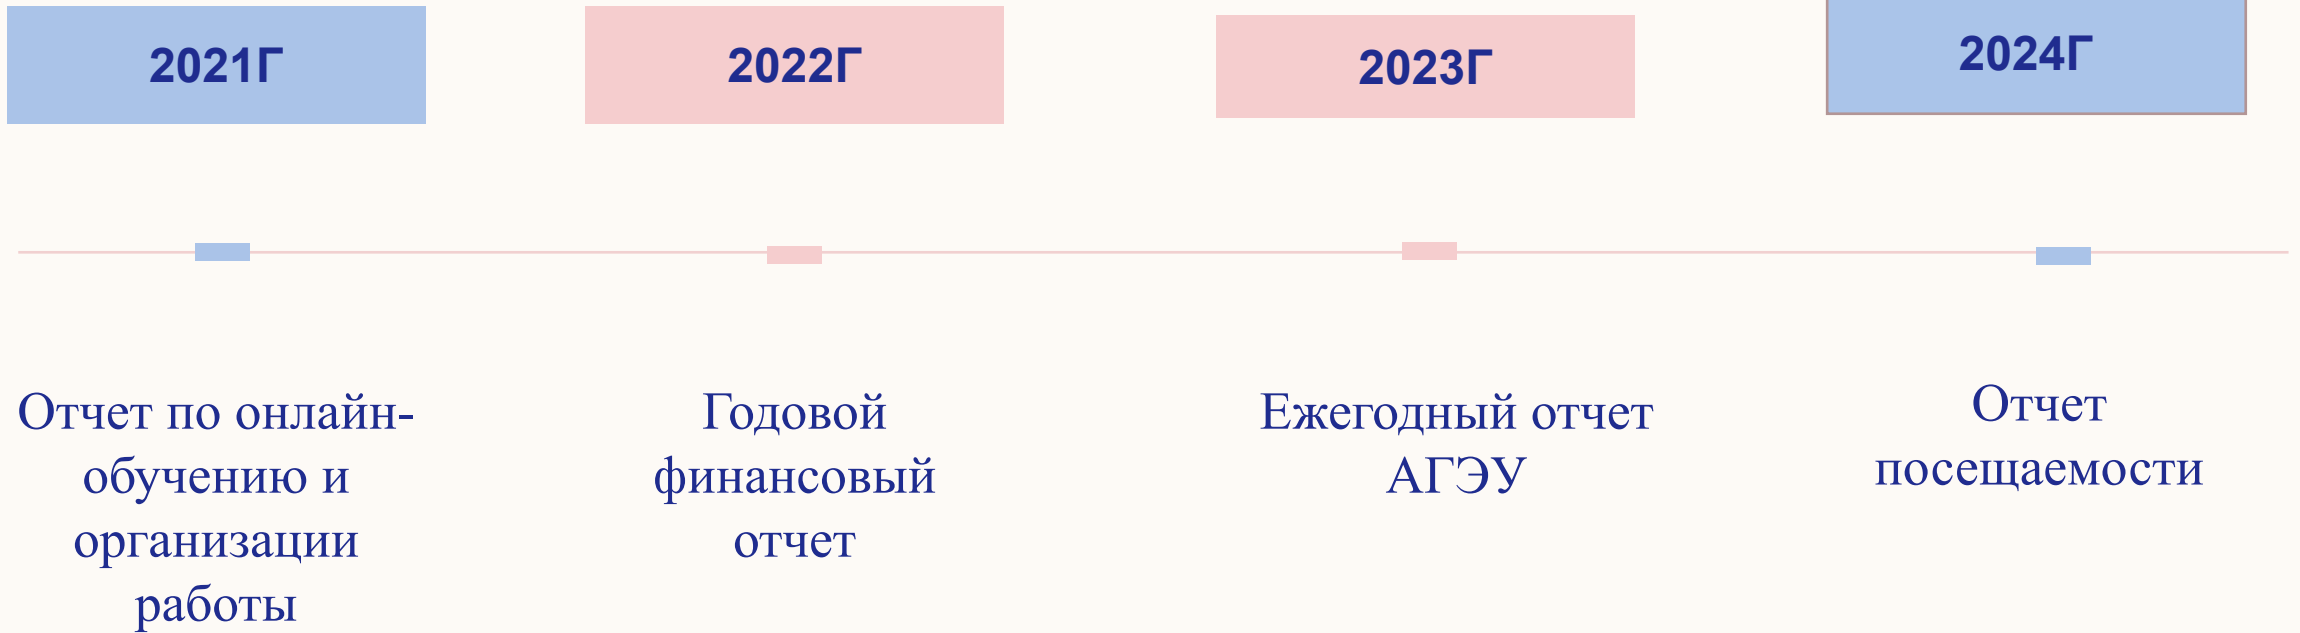 2021Г
2022Г
2023Г
2024Г
Отчет по онлайн-
обучению и
организации
работы
Годовой
финансовый
отчет
Ежегодный отчет
АГЭУ
Отчет
посещаемости